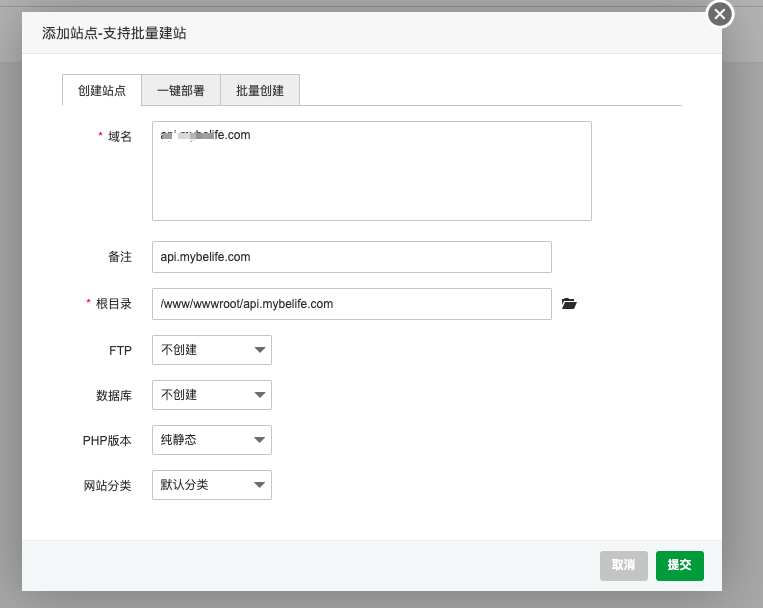 添加站点-支持批量建站
创建站点 一键部署 批量创建
* 域名
备注 api.mybelife.com
* 根目录 /www/wwwroot/api.mybelife.com
FTP 不创建
数据库 不创建
PHP版本 纯静态
网站分类 默认分类
取消 提交